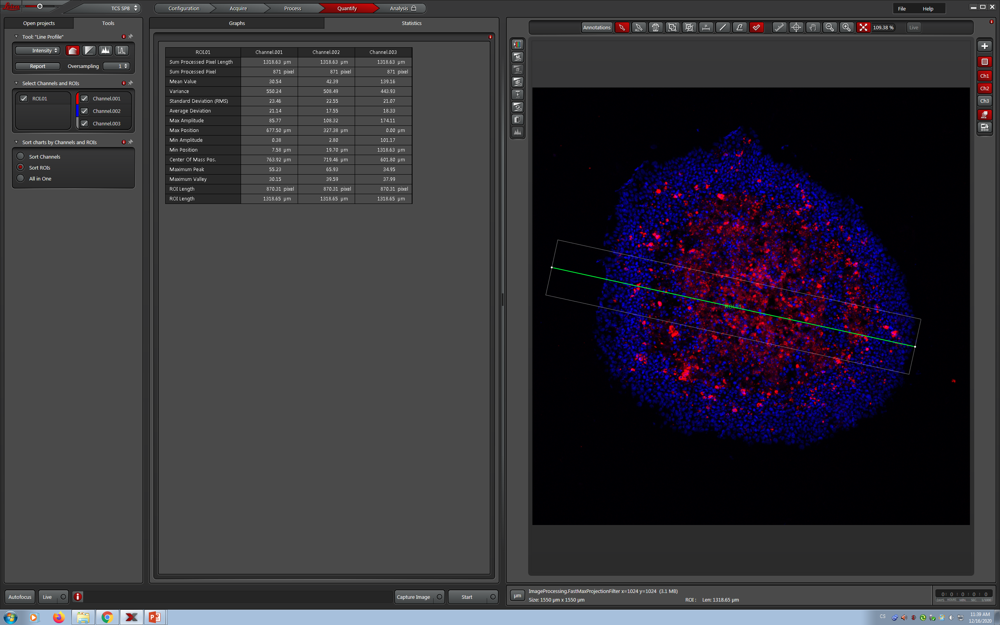 Leica
TCS SP8
Configuration
Acquire
Process
Quantify
Analysis
File
Help
Open projects
Tools
Tool: "Line Profile"
Intensity
Report
Oversampling
1
Select Channels and ROIs
ROI.01
Channel.001
Channel.002
Channel.003
Sort charts by Channels and ROIs
Sort Channels
Sort ROIs
All in One
Graphs
Statistics
ROI.01 Channel.001 Channel.002 Channel.003
Sum Processed Pixel Length 1318.63 µm 1318.63 µm 1318.63 µm
Sum Processed Pixel 871 pixel 871 pixel 871 pixel
Mean Value 30.54 42.39 139.16
Variance 550.24 508.49 443.93
Standard Deviation (RMS) 23.46 22.55 21.07
Average Deviation 21.14 17.55 18.33
Max Amplitude 85.77 108.32 174.11
Max Position 677.50 µm 327.38 µm 0.00 µm
Min Amplitude 0.38 2.80 101.17
Min Position 7.58 µm 19.70 µm 1318.63 µm
Center Of Mass Pos. 763.92 µm 719.46 µm 601.80 µm
Maximum Peak 55.23 65.93 34.95
Maximum Valley 30.15 39.59 37.99
ROI Length 870.31 pixel 870.31 pixel 870.31 pixel
ROI Length 1318.65 µm 1318.65 µm 1318.65 µm
Annotations
ALL
109.38 %
Live
M
Ch1
Ch2
Ch3
MAX
ROI.01
Autofocus
Live
Capture Image
Start
µm
ImageProcessing.FastMaxProjectionFilter x=1024 y=1024 (3.1 MB)
Size: 1550 µm x 1550 µm
ROI : Len: 1318.65 µm
0: 0: 0: 0: 0
DAYS HOURS MIN. SEC. 1/1000
CS
11:39 AM
12/16/2020